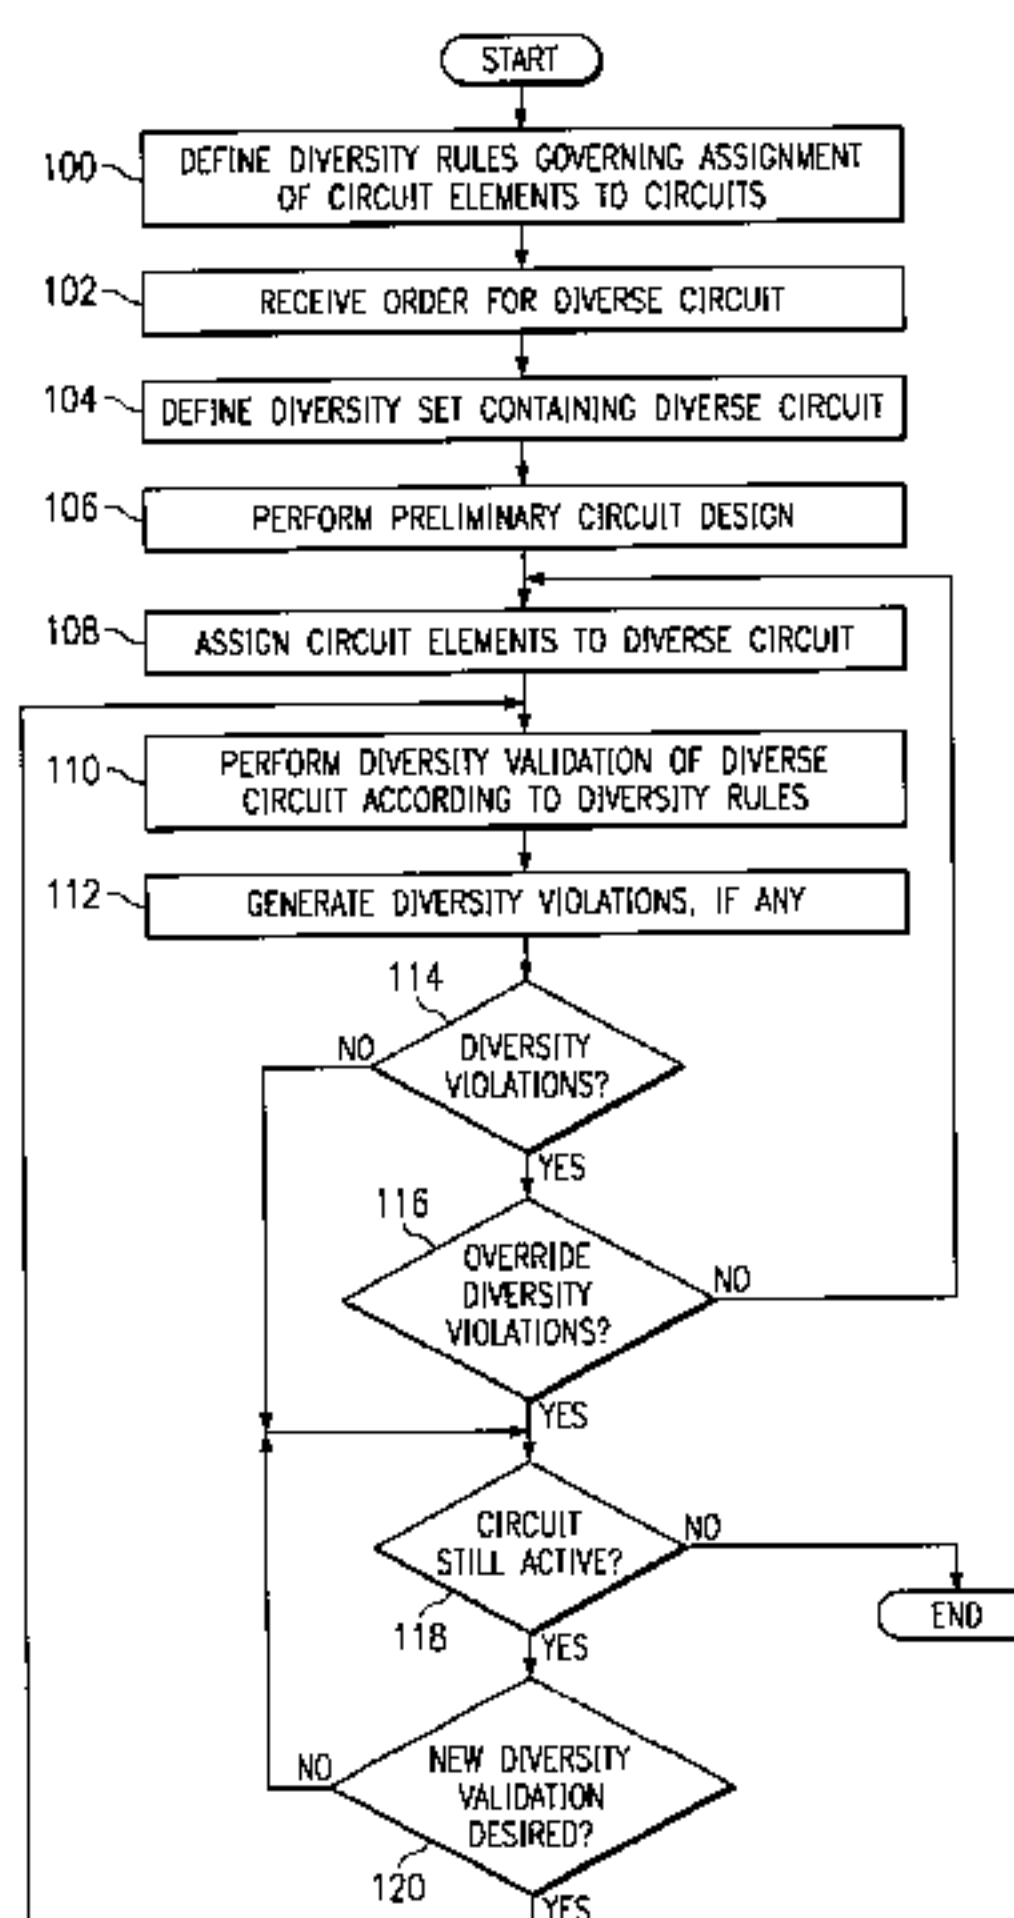 START
100
DEFINE DIVERSITY RULES GOVERNING ASSIGNMENT
OF CIRCUIT ELEMENTS TO CIRCUITS
102
RECEIVE ORDER FOR DIVERSE CIRCUIT
104
DEFINE DIVERSITY SET CONTAINING DIVERSE CIRCUIT
106
PERFORM PRELIMINARY CIRCUIT DESIGN
108
ASSIGN CIRCUIT ELEMENTS TO DIVERSE CIRCUIT
110
PERFORM DIVERSITY VALIDATION OF DIVERSE
CIRCUIT ACCORDING TO DIVERSITY RULES
112
GENERATE DIVERSITY VIOLATIONS, IF ANY
114
NO
DIVERSITY
VIOLATIONS?
YES
116
OVERRIDE
DIVERSITY
VIOLATIONS?
NO
YES
CIRCUIT
STILL ACTIVE?
NO
118
YES
END
NO
NEW DIVERSITY
VALIDATION
DESIRED?
120
YES